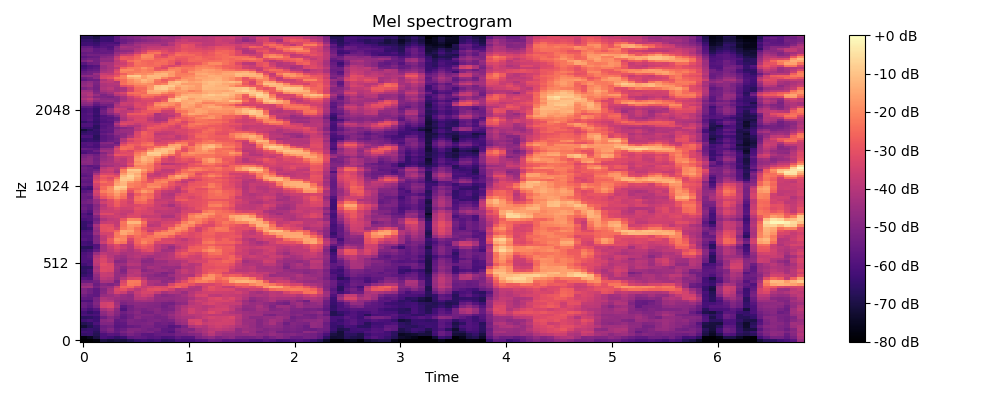 Mel spectrogram
Hz
2048
1024
512
0
0 1 2 3 4 5 6
Time
+0 dB
-10 dB
-20 dB
-30 dB
-40 dB
-50 dB
-60 dB
-70 dB
-80 dB